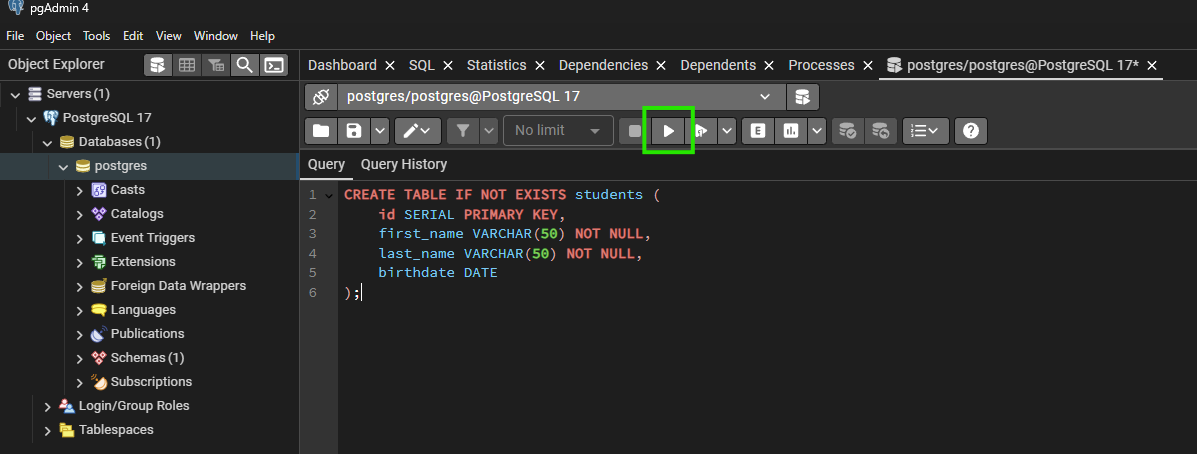 pgAdmin 4
File Object Tools Edit View Window Help
Object Explorer
Dashboard SQL Statistics Dependencies Dependents Processes postgres/postgres@PostgreSQL 17*
Servers (1)
PostgreSQL 17
Databases (1)
postgres
Casts
Catalogs
Event Triggers
Extensions
Foreign Data Wrappers
Languages
Publications
Schemas (1)
Subscriptions
Login/Group Roles
Tablespaces
postgres/postgres@PostgreSQL 17
No limit
E
Query Query History
1 CREATE TABLE IF NOT EXISTS students (
2 id SERIAL PRIMARY KEY,
3 first_name VARCHAR(50) NOT NULL,
4 last_name VARCHAR(50) NOT NULL,
5 birthdate DATE
6 );